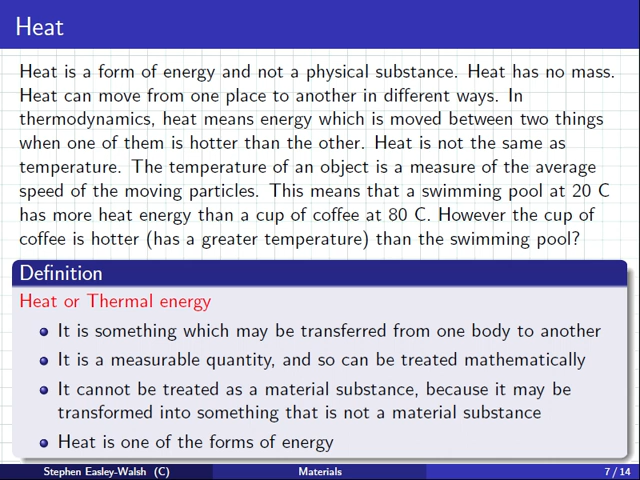 Heat
Heat is a form of energy and not a physical substance. Heat has no mass.
Heat can move from one place to another in different ways. In
thermodynamics, heat means energy which is moved between two things
when one of them is hotter than the other. Heat is not the same as
temperature. The temperature of an object is a measure of the average
speed of the moving particles. This means that a swimming pool at 20 C
has more heat energy than a cup of coffee at 80 C. However the cup of
coffee is hotter (has a greater temperature) than the swimming pool?
Definition
Heat or Thermal energy
It is something which may be transferred from one body to another
It is a measurable quantity, and so can be treated mathematically
It cannot be treated as a material substance, because it may be
transformed into something that is not a material substance
Heat is one of the forms of energy
Stephen Easley-Walsh (C) Materials 7 / 14